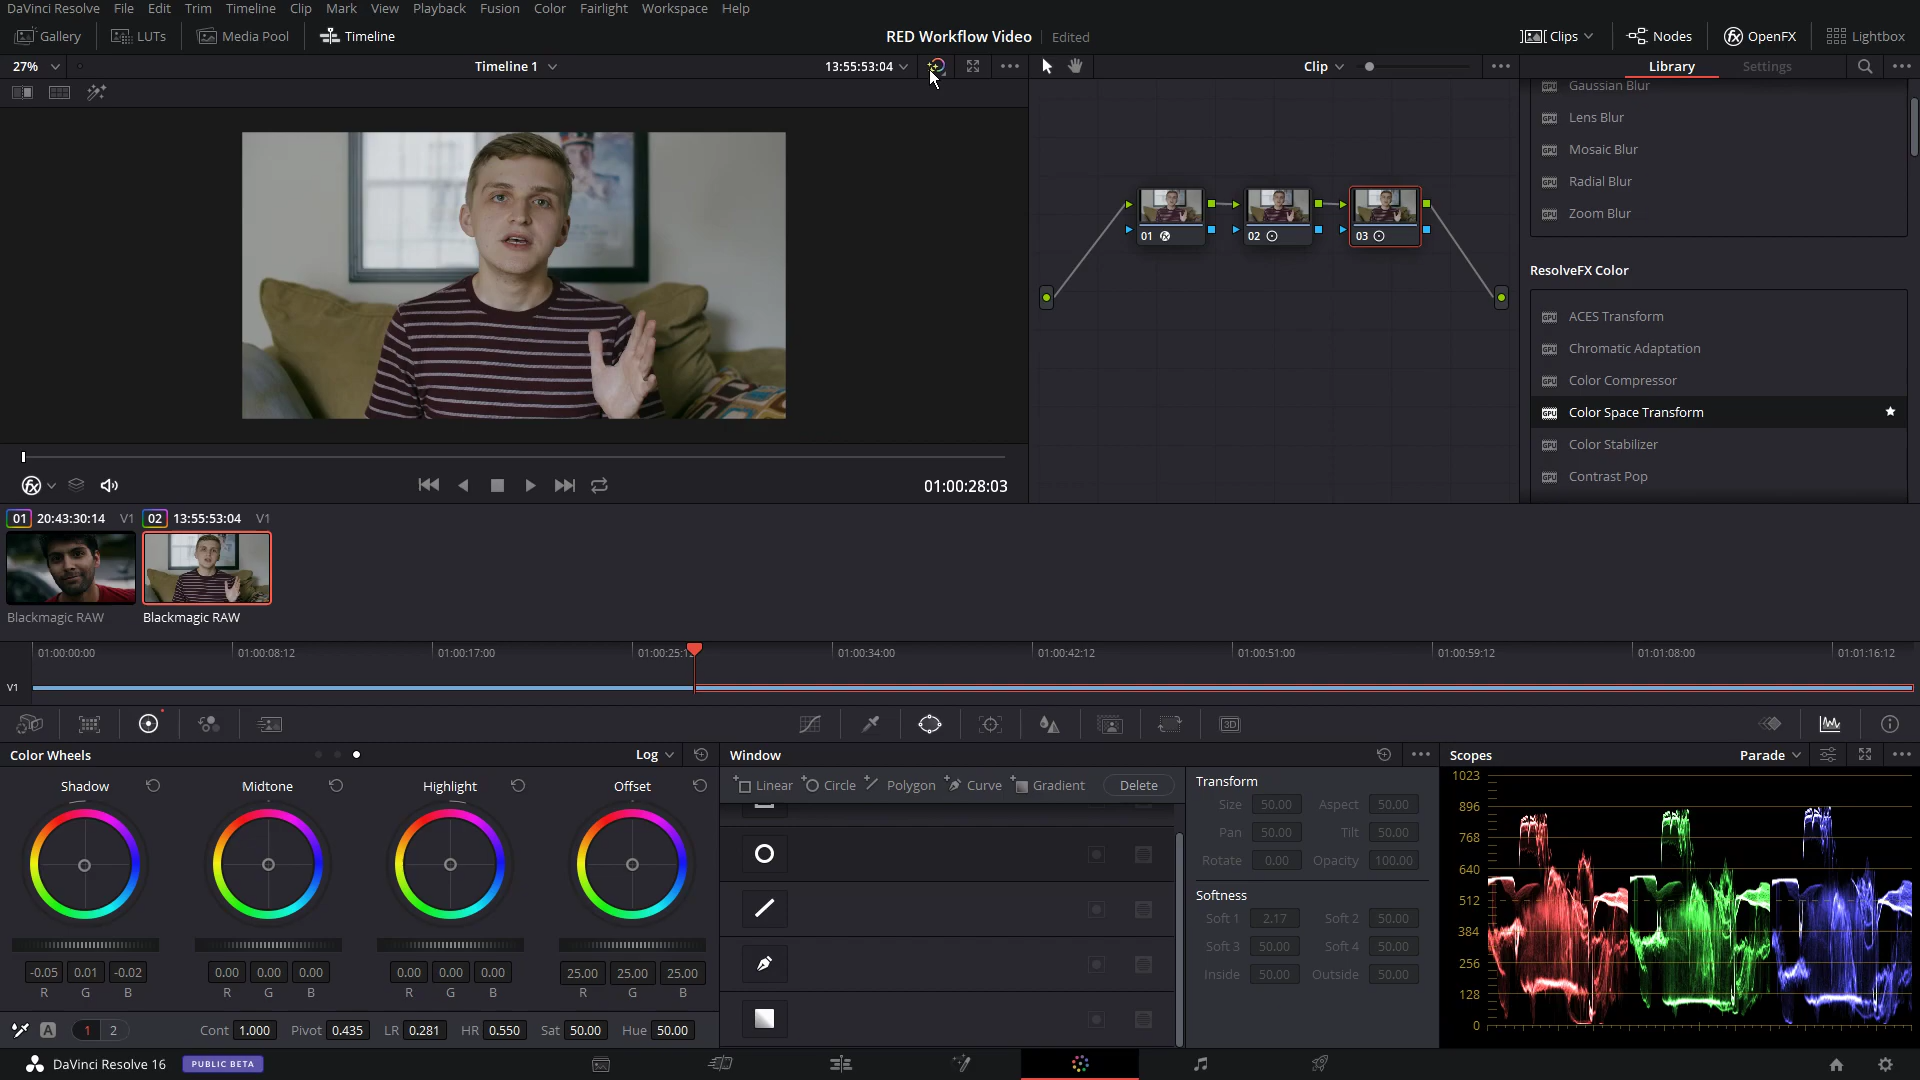 DaVinci Resolve File Edit Trim Timeline Clip Mark View Playback Fusion Color Fairlight Workspace Help
Gallery LUTs Media Pool Timeline RED Workflow Video Edited Clips Nodes OpenFX Lightbox
27% Timeline 1 13:55:53:04 Clip Library Settings
Gaussian Blur
Lens Blur
Mosaic Blur
Radial Blur
Zoom Blur
01 02 03
ResolveFX Color
ACES Transform
Chromatic Adaptation
Color Compressor
Color Space Transform
Color Stabilizer
Contrast Pop
01:00:28:03
01 20:43:30:14 V1 02 13:55:53:04 V1
Blackmagic RAW Blackmagic RAW
01:00:00:00 01:00:08:12 01:00:17:00 01:00:25:12 01:00:34:00 01:00:42:12 01:00:51:00 01:00:59:12 01:01:08:00 01:01:16:12
V1
3D
Color Wheels Log Window Scopes Parade
Shadow Midtone Highlight Offset
Linear Circle Polygon Curve Gradient Delete
Transform
Size 50.00 Aspect 50.00
Pan 50.00 Tilt 50.00
Rotate 0.00 Opacity 100.00
Softness
Soft 1 2.17 Soft 2 50.00
Soft 3 50.00 Soft 4 50.00
Inside 50.00 Outside 50.00
1023
896
768
640
512
384
256
128
0
-0.05 0.01 -0.02 0.00 0.00 0.00 0.00 0.00 0.00 25.00 25.00 25.00
R G B R G B R G B R G B
A 1 2 Cont 1.000 Pivot 0.435 LR 0.281 HR 0.550 Sat 50.00 Hue 50.00
DaVinci Resolve 16 PUBLIC BETA